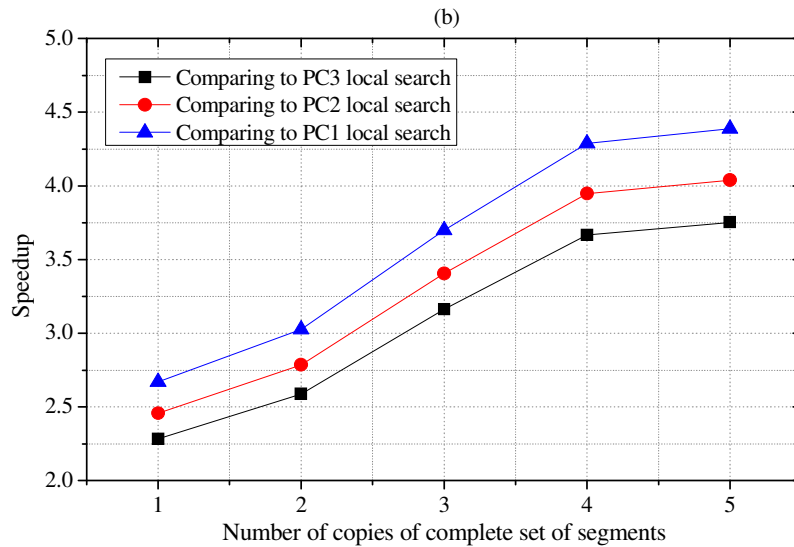 (b)
5.0
4.5
4.0
3.5
3.0
2.5
2.0
Speedup
Comparing to PC3 local search
Comparing to PC2 local search
Comparing to PC1 local search
1 2 3 4 5
Number of copies of complete set of segments